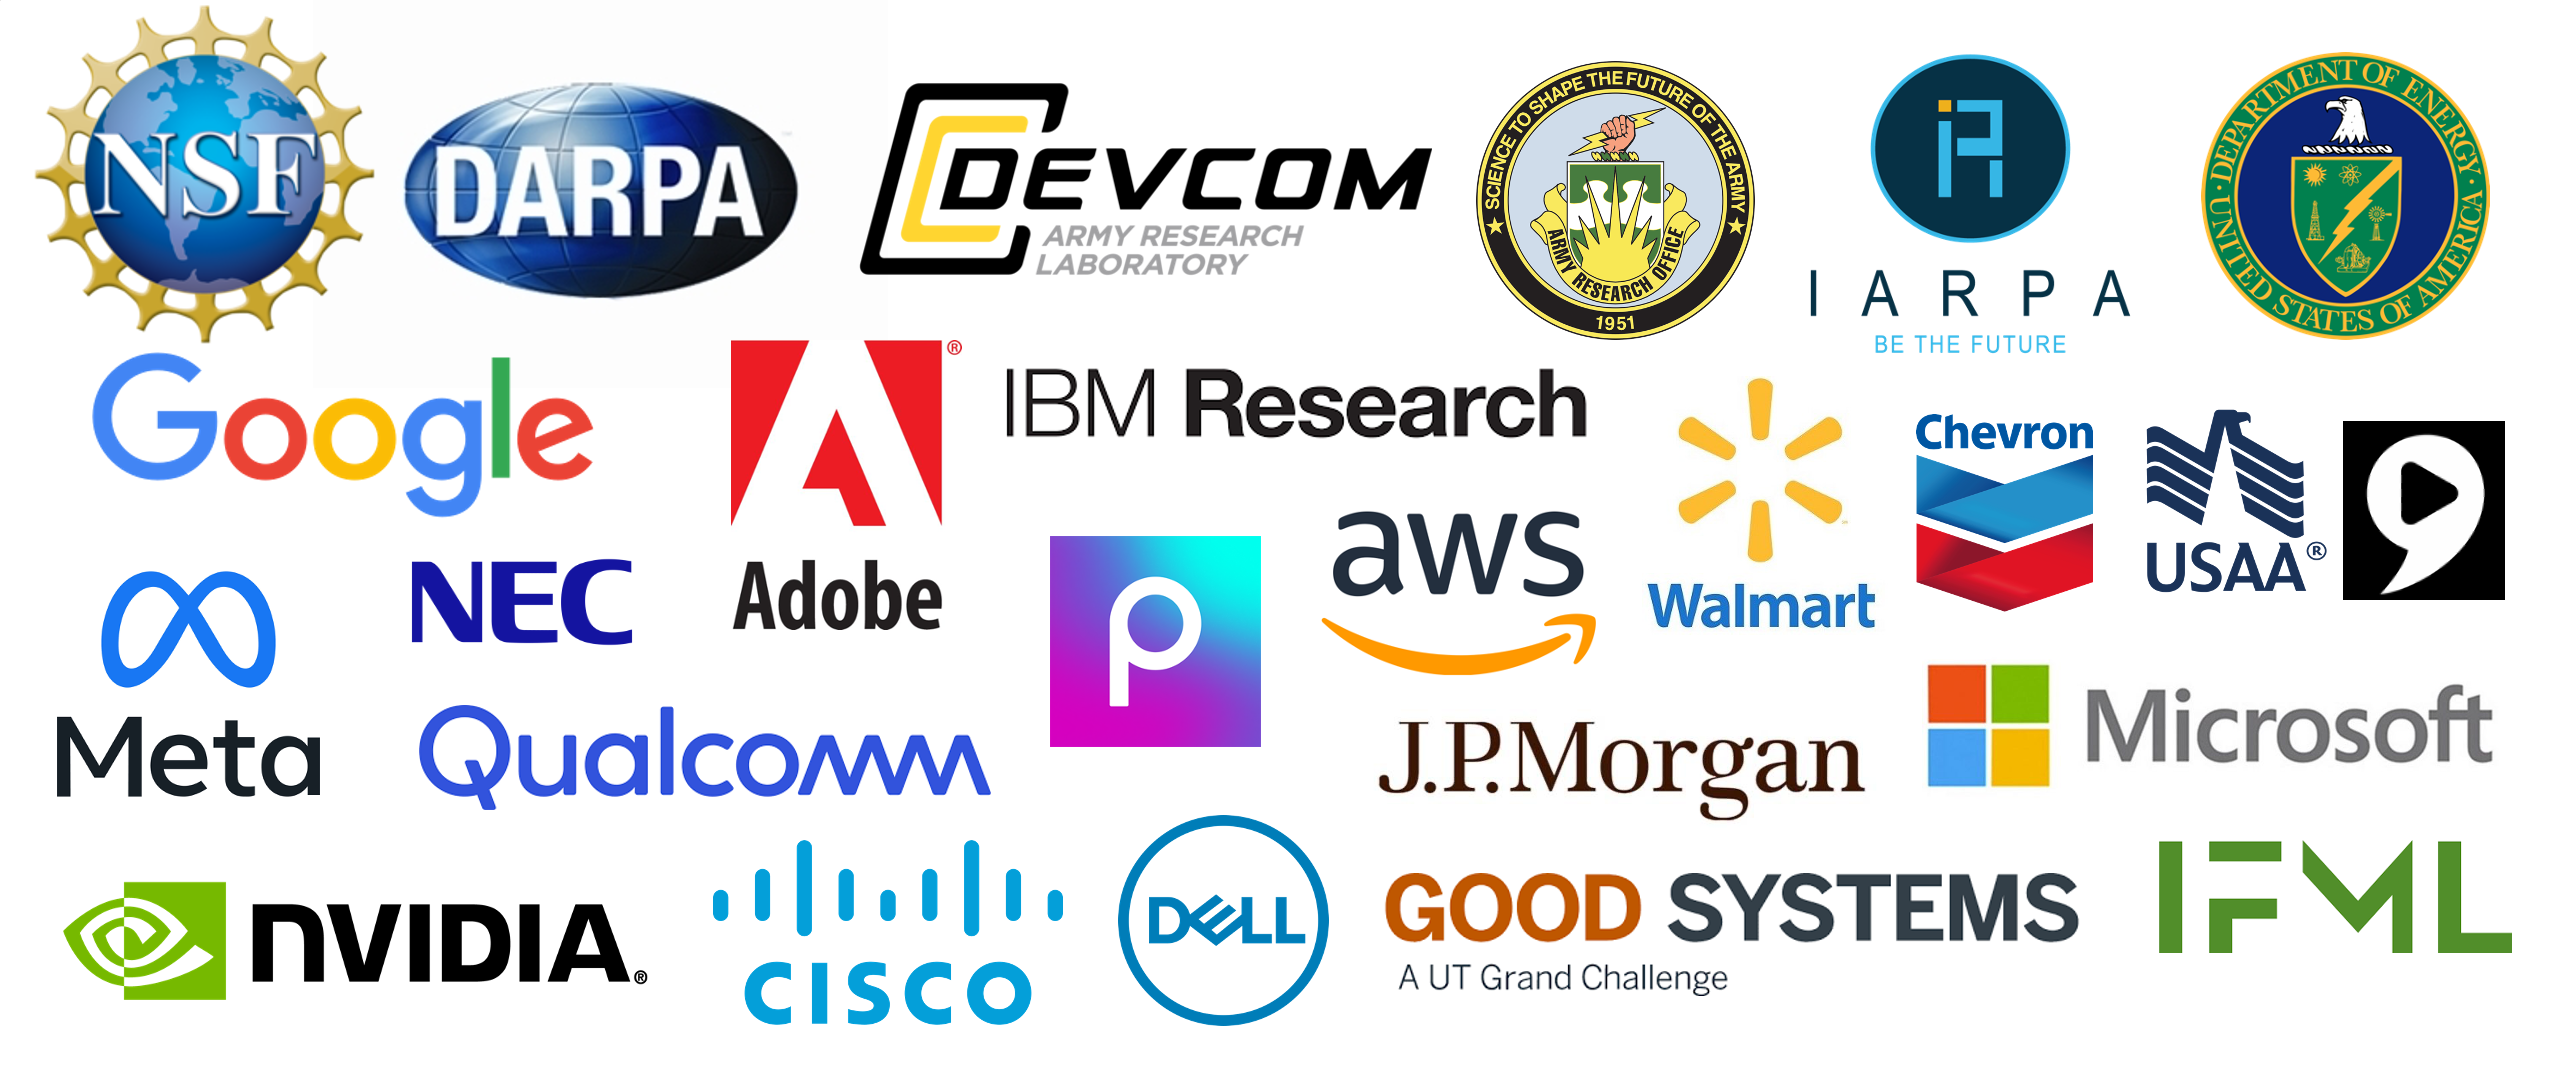 NSF
DARPA
DEVCOM
ARMY RESEARCH
LABORATORY
SCIENCE TO SHAPE THE FUTURE OF THE ARMY
ARMY RESEARCH OFFICE
1951
IARPA
BE THE FUTURE
DEPARTMENT OF ENERGY
UNITED STATES OF AMERICA
Google
Adobe
®
IBM Research
Walmart
Chevron
USAA®
Meta
NEC
P
aws
Qualcomm
J.P.Morgan
Microsoft
NVIDIA®
CISCO
DELL
GOOD SYSTEMS
A UT Grand Challenge
IFML